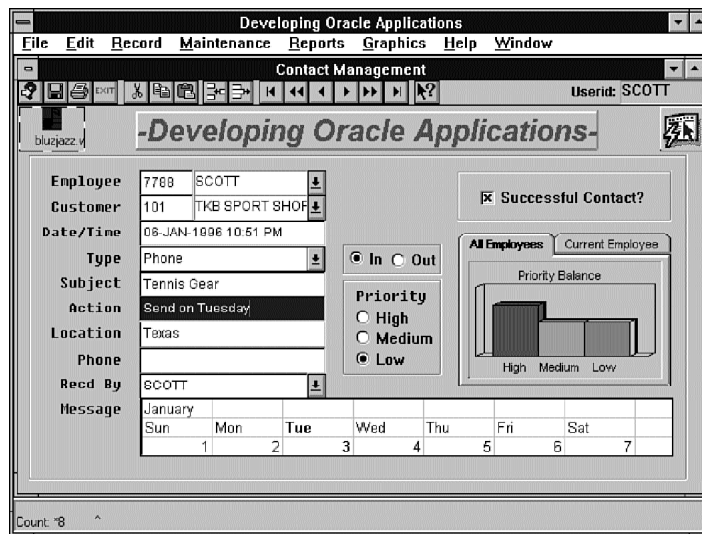 Developing Oracle Applications
File Edit Record Maintenance Reports Graphics Help Window
Contact Management
EXIT Userid: SCOTT
bluzjazz.w
-Developing Oracle Applications-
Employee 7788 SCOTT
Successful Contact?
Customer 101 TKB SPORT SHOP
Date/Time 06-JAN-1996 10:51 PM
Type Phone
In Out
All Employees Current Employee
Subject Tennis Gear
Priority Balance
Action Send on Tuesday
Priority
High
Location Texas
Medium
Phone
Low
High Medium Low
Recd By SCOTT
Message January
Sun Mon Tue Wed Thu Fri Sat
1 2 3 4 5 6 7
Count: *8 ^